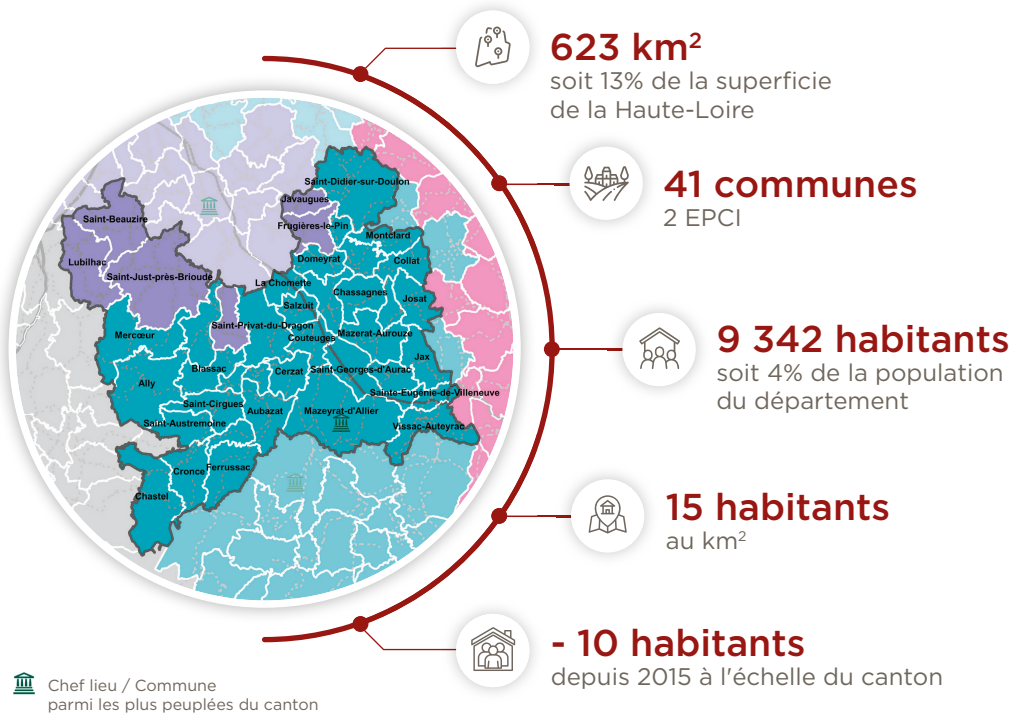 623 km²
soit 13% de la superficie
de la Haute-Loire
41 communes
2 EPCI
9 342 habitants
soit 4% de la population
du département
15 habitants
au km²
- 10 habitants
depuis 2015 à l'échelle du canton
Saint-Didier-sur-Doulon
Javaugues
Saint-Beauzire
Frugières-le-Pin
Montclard
Lubilhac
Domeyrat
Collat
Saint-Just-près-Brioude
La Chomette
Chassagnes
Josat
Salzuit
Saint-Privat-du-Dragon
Mercœur
Couteuges
Mazerat-Aurouze
Jax
Blassac
Cerzat
Saint-Georges-d'Aurac
Ally
Sainte-Eugénie-de-Villeneuve
Saint-Cirgues
Aubazat
Mazeyrat-d'Allier
Saint-Austremoine
Vissac-Auteyrac
Cronce
Ferrussac
Chastel
Chef lieu / Commune
parmi les plus peuplées du canton